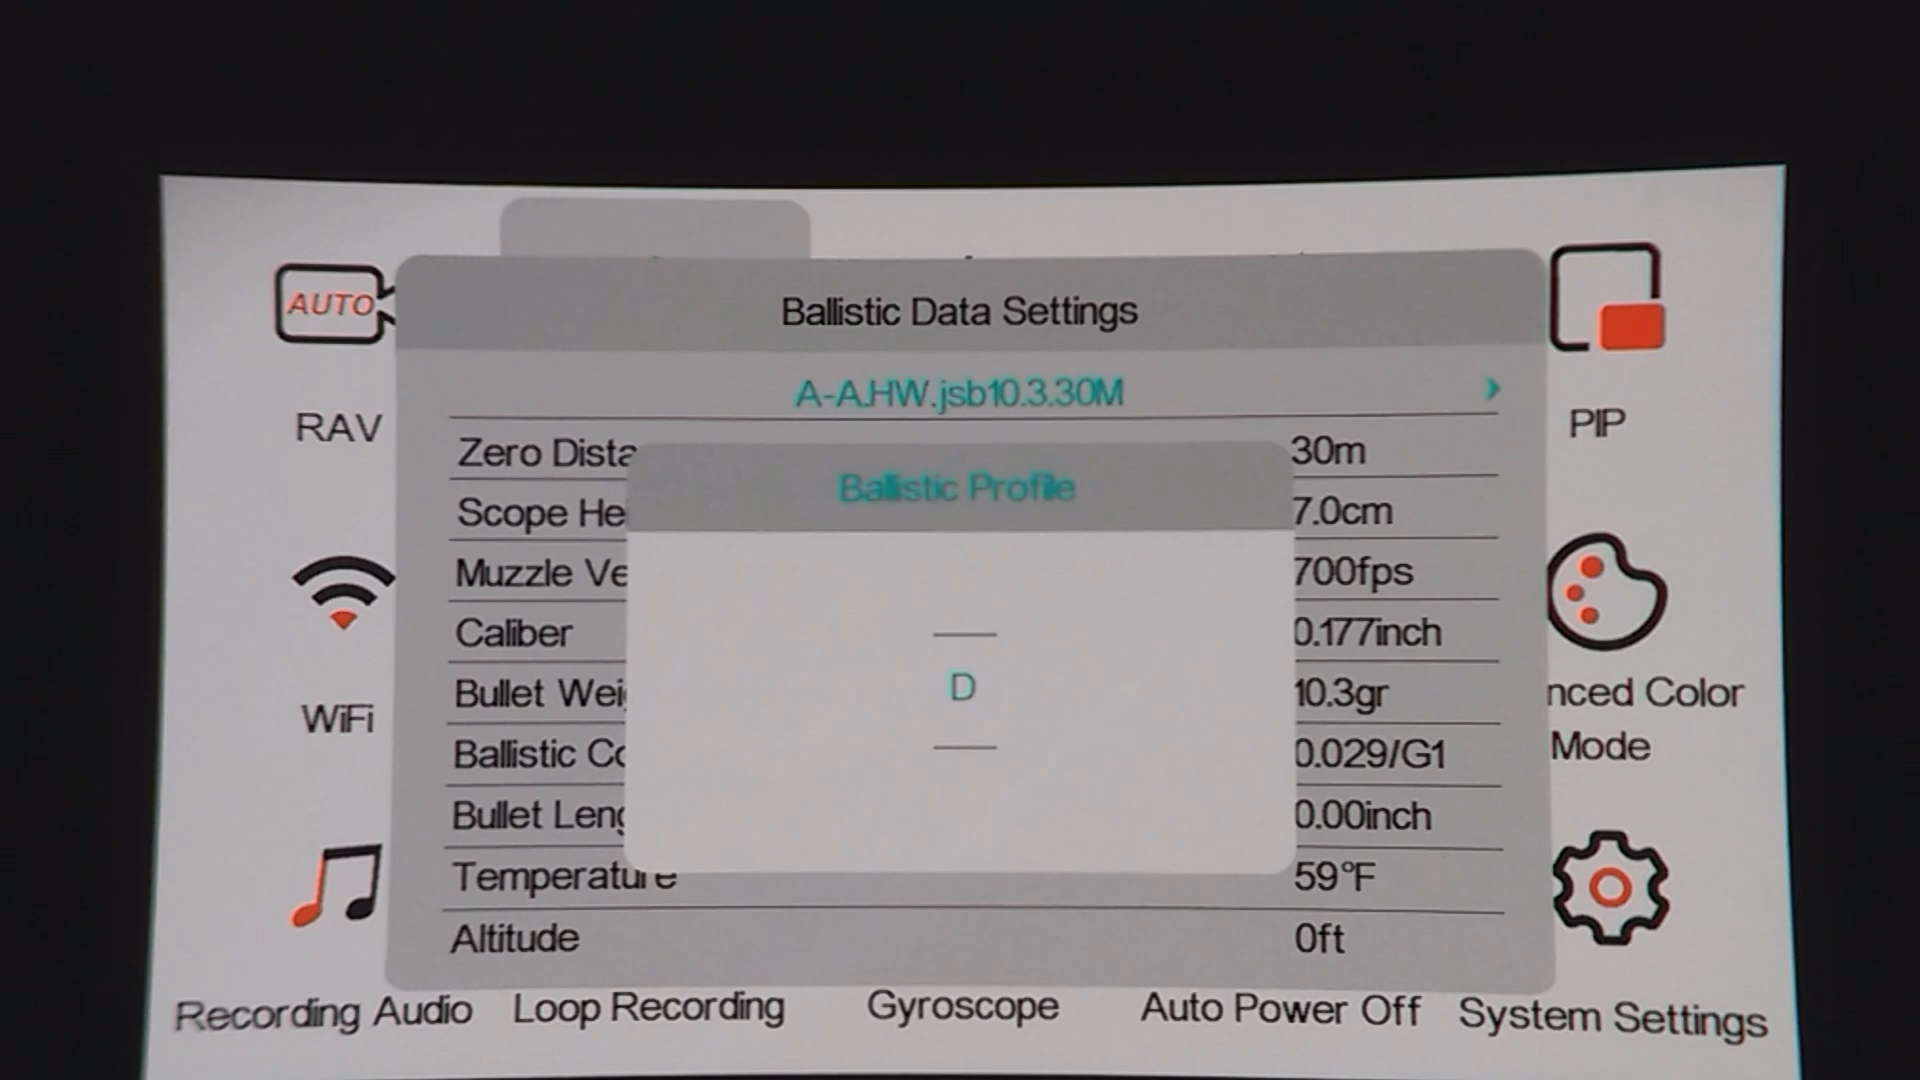 Ballistic Data Settings
AUTO
A-A.HW.jsb10.3.30M
RAV
PIP
Zero Dista
30m
Ballistic Profile
Scope He
7.0cm
Muzzle Ve
700fps
Caliber
0.177inch
D
Bullet Wei
10.3gr
nced Color
Mode
WiFi
Ballistic Co
0.029/G1
Bullet Leng
0.00inch
Temperature
59°F
Altitude
0ft
Recording Audio
Loop Recording
Gyroscope
Auto Power Off
System Settings